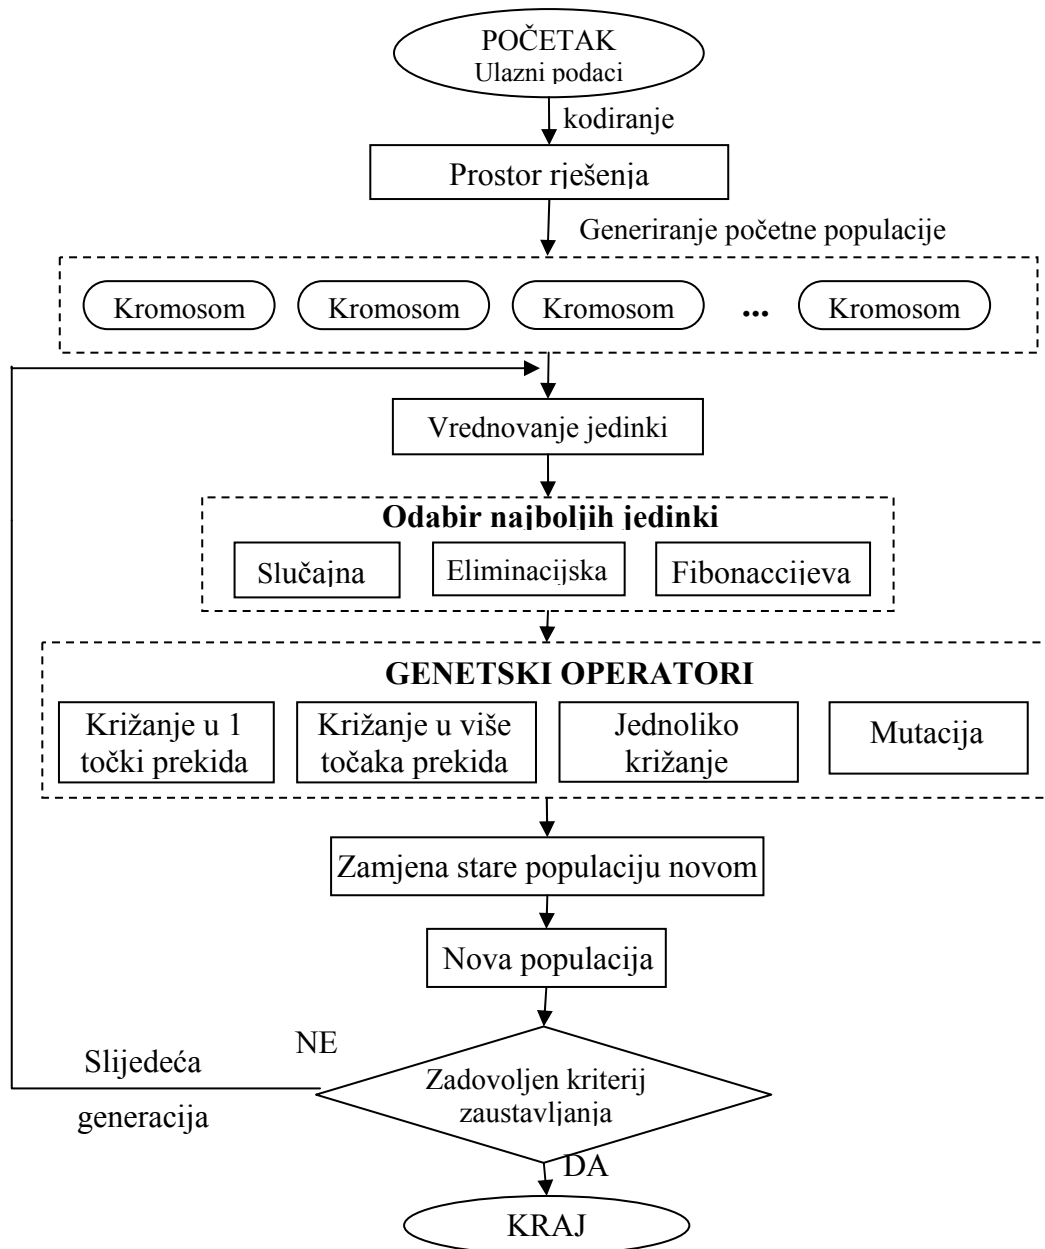 POČETAK
Ulazni podaci
kodiranje
Prostor rješenja
Generiranje početne populacije
Kromosom Kromosom Kromosom ... Kromosom
Vrednovanje jedinki
Odabir najboljih jedinki
Slučajna Eliminacijska Fibonaccijeva
GENETSKI OPERATORI
Križanje u 1
točki prekida
Križanje u više
točaka prekida
Jednoliko
križanje
Mutacija
Zamjena stare populaciju novom
Nova populacija
NE
Slijedeća
generacija
Zadovoljen kriterij
zaustavljanja
DA
KRAJ